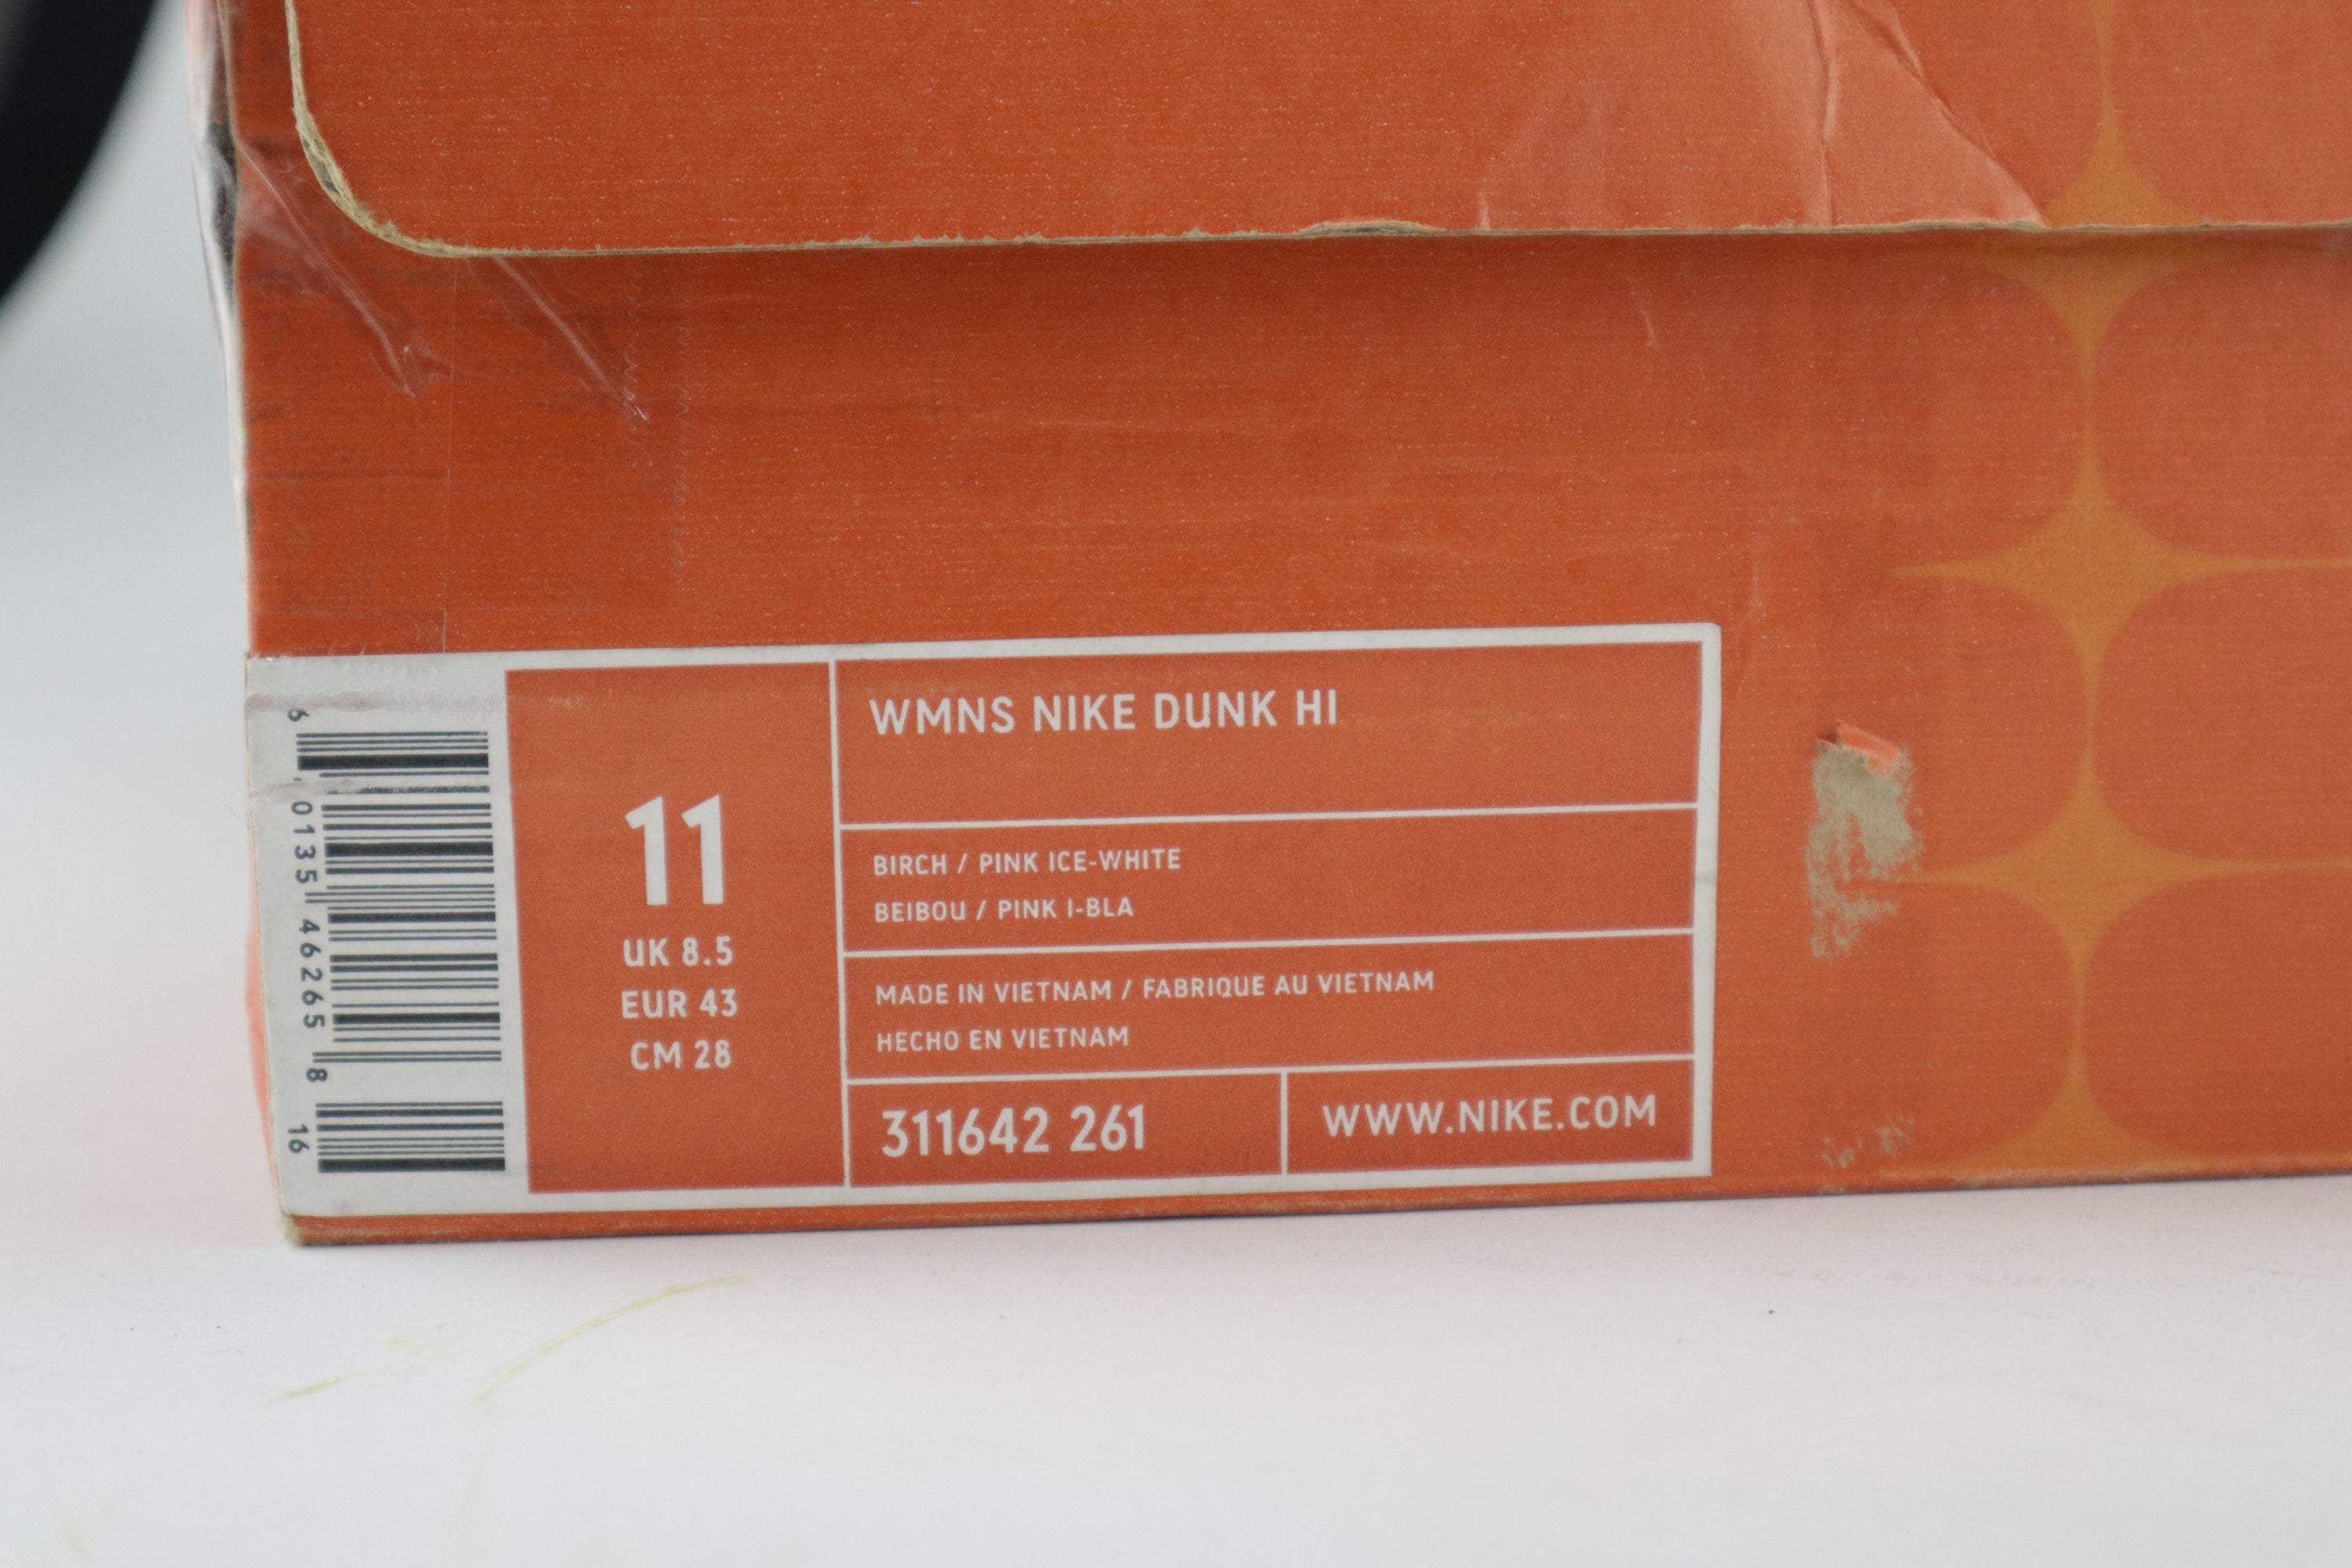 6 01135 46265 8
16
11
UK 8.5
EUR 43
CM 28
WMNS NIKE DUNK HI
BIRCH / PINK ICE-WHITE
BEIBOU / PINK I-BLA
MADE IN VIETNAM / FABRIQUE AU VIETNAM
HECHO EN VIETNAM
311642 261
WWW.NIKE.COM